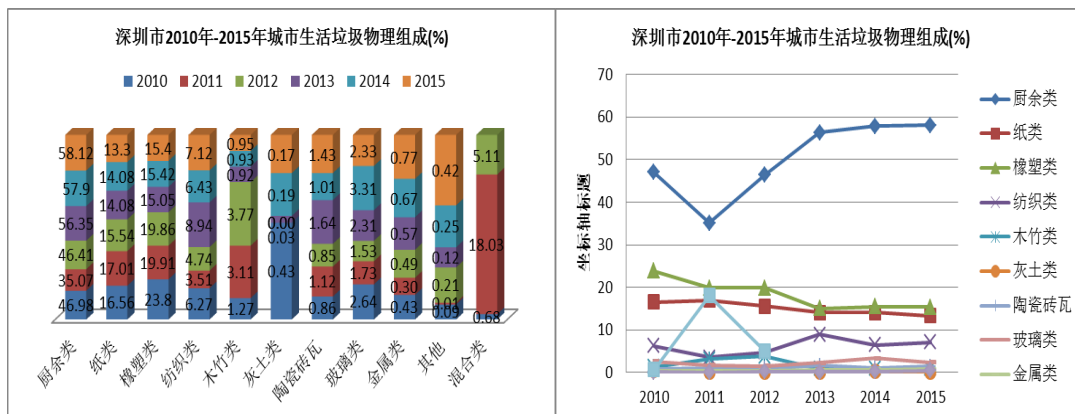 深圳市2010年-2015年城市生活垃圾物理组成(%)
2010 2011 2012 2013 2014 2015
58.12 13.3 15.4 7.12 0.95 0.17 1.43 2.33 0.77 0.42 5.11
57.9 14.08 15.42 6.43 0.93 0.19 1.01 3.31 0.67 0.25
56.35 14.08 15.05 8.94 0.92 0.00 1.64 2.31 0.57 0.12
46.41 15.54 19.86 4.74 3.77 0.03 0.85 1.53 0.49 0.21
35.07 17.01 19.91 3.51 3.11 1.12 1.73 0.30 0.01 18.03
46.98 16.56 23.8 6.27 1.27 0.43 0.86 2.64 0.43 0.09 0.68
厨余类 纸类 橡塑类 纺织类 木竹类 灰土类 陶瓷砖瓦 玻璃类 金属类 其他 混合类
深圳市2010年-2015年城市生活垃圾物理组成(%)
坐标轴标题
70
60
50
40
30
20
10
0
2010 2011 2012 2013 2014 2015
厨余类
纸类
橡塑类
纺织类
木竹类
灰土类
陶瓷砖瓦
玻璃类
金属类